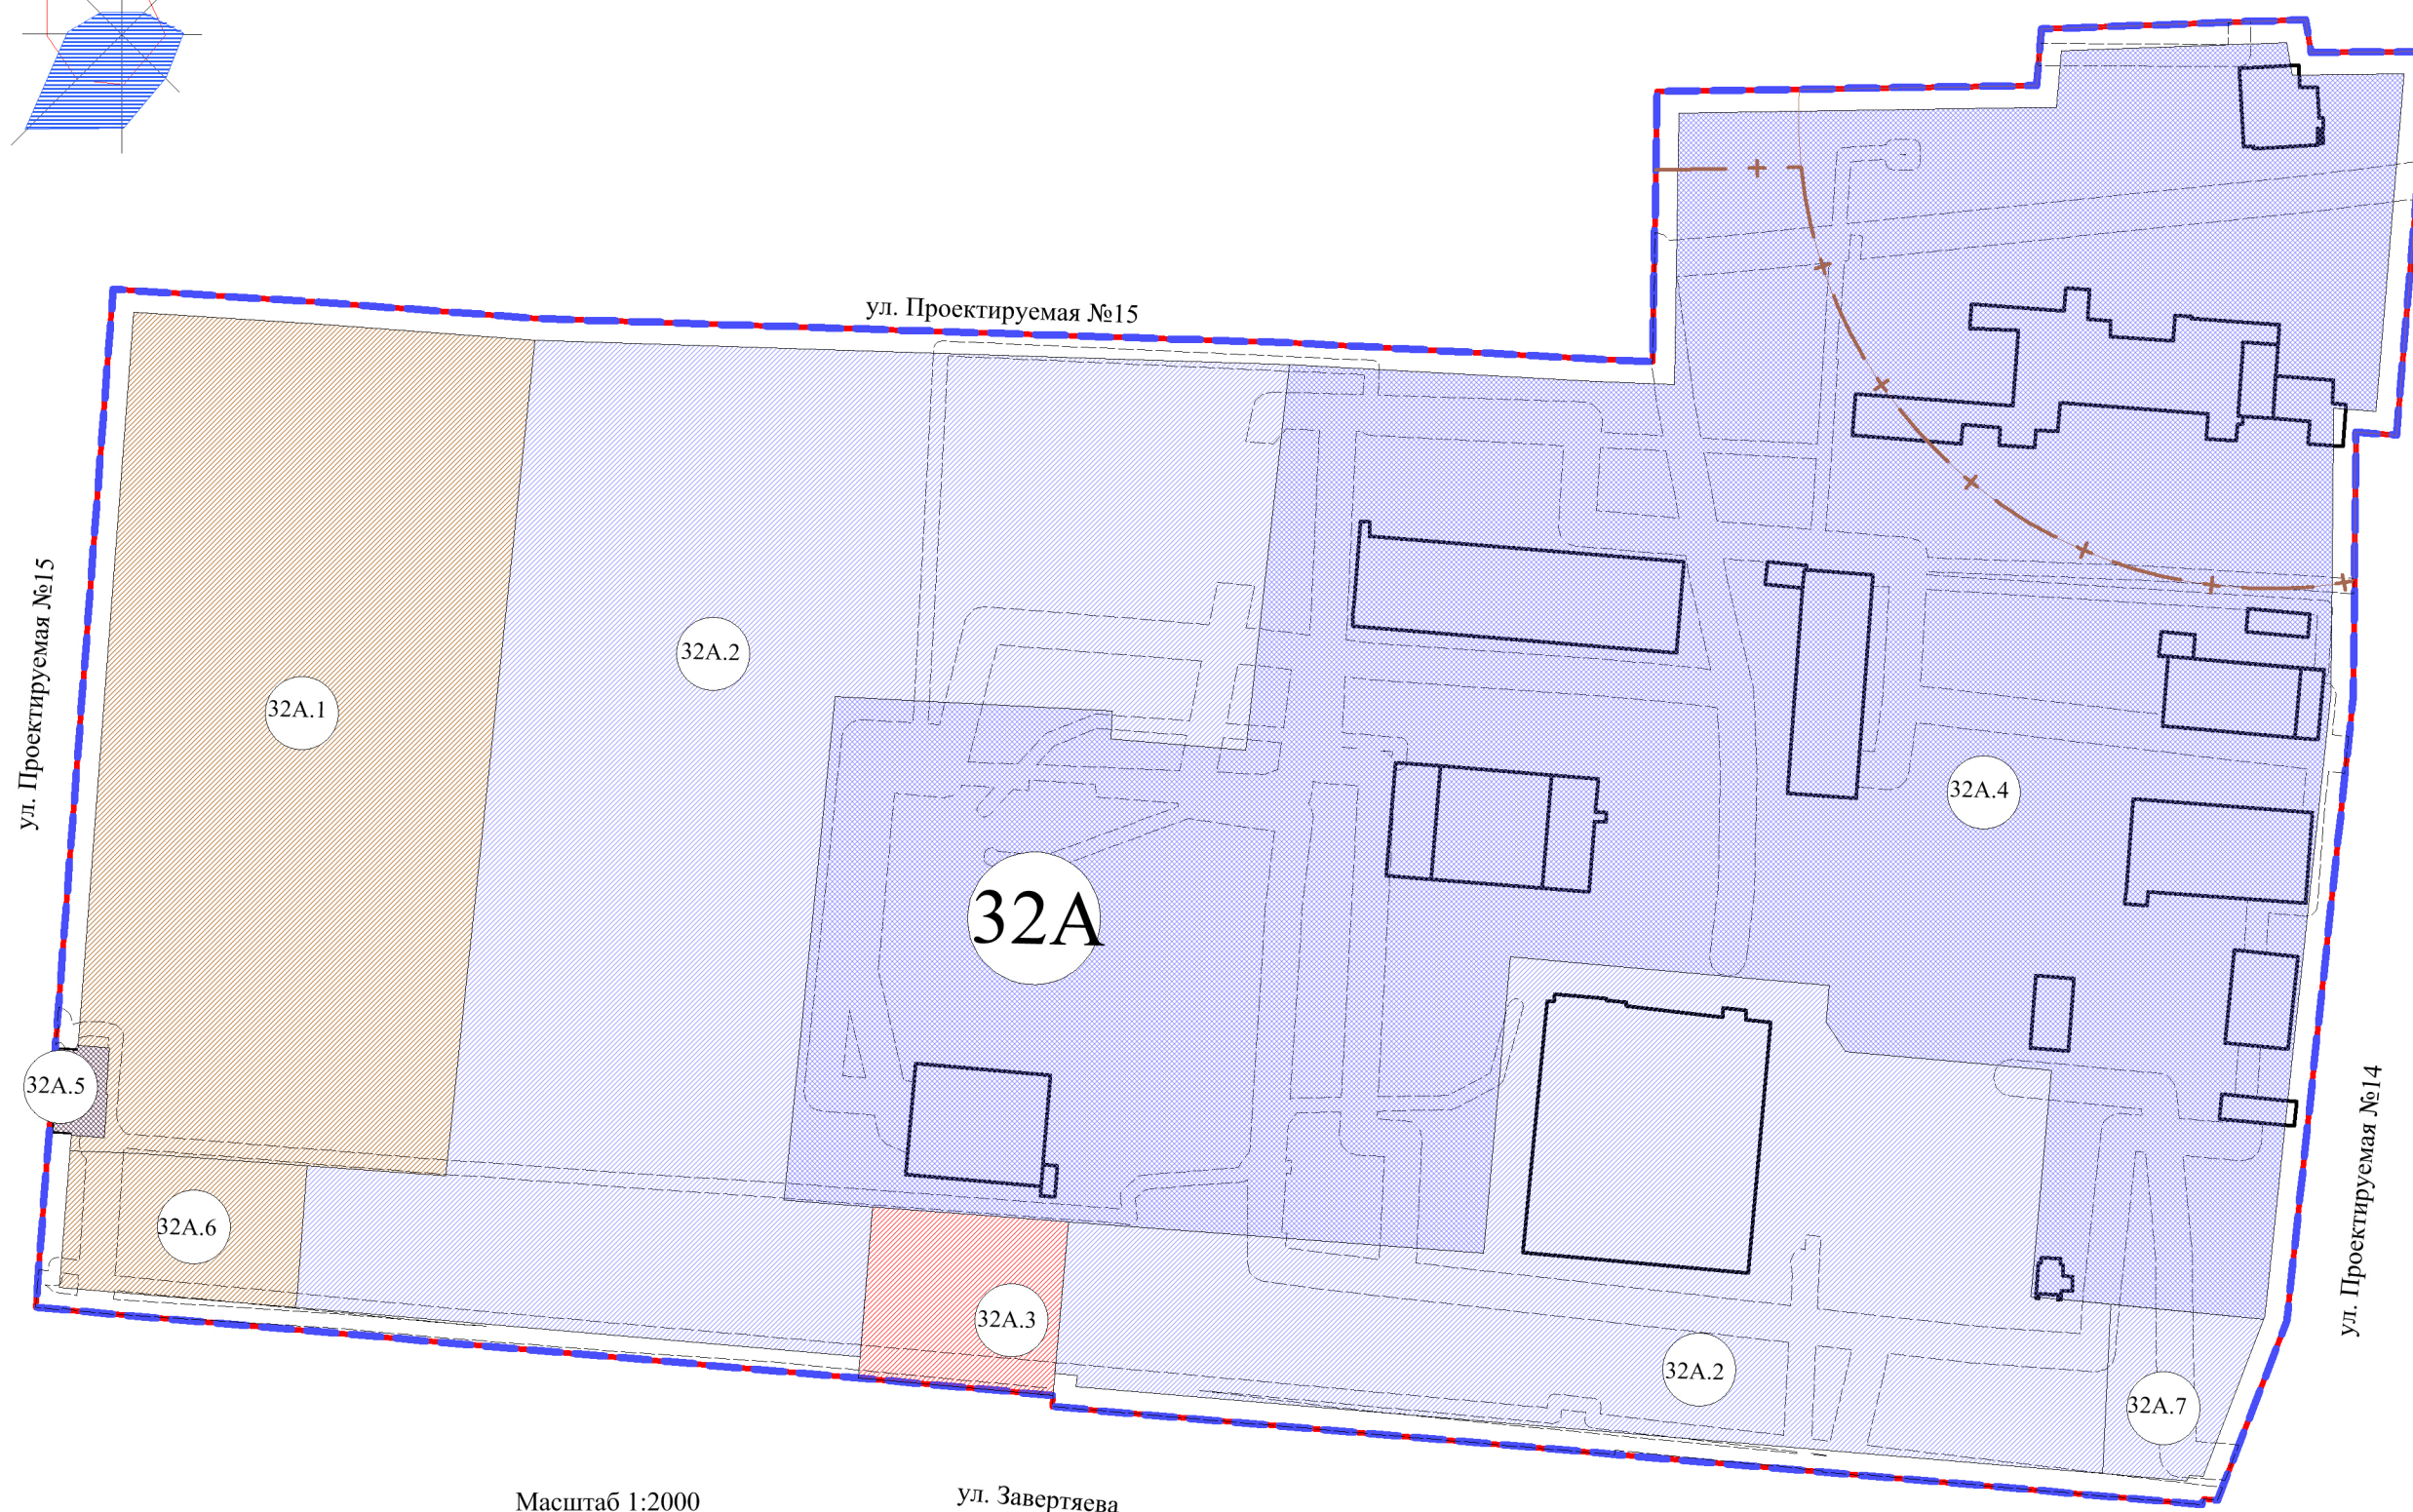 ул. Проектируемая №15
ул. Проектируемая №15
32А.2
32А.1
32А.4
32А
32А.5
32А.6
32А.3
32А.2
32А.7
ул. Проектируемая №14
Масштаб 1:2000
ул. Завертяева